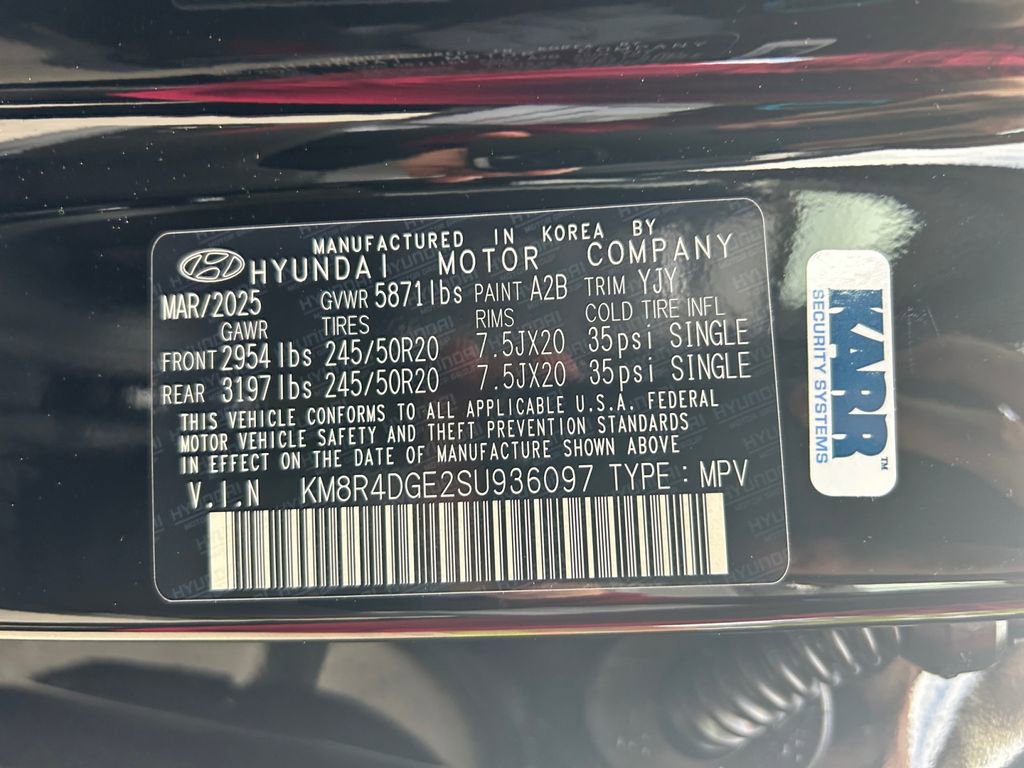 MANUFACTURED IN KOREA BY
HYUNDAI MOTOR COMPANY
MAR/2025 GVWR 5871lbs PAINT A2B TRIM YJY
GAWR TIRES RIMS COLD TIRE INFL
FRONT 2954lbs 245/50R20 7.5JX20 35psi SINGLE
REAR 3197lbs 245/50R20 7.5JX20 35psi SINGLE
THIS VEHICLE CONFORMS TO ALL APPLICABLE U.S.A. FEDERAL
MOTOR VEHICLE SAFETY AND THEFT PREVENTION STANDARDS
IN EFFECT ON THE DATE OF MANUFACTURE SHOWN ABOVE
V.I.N KM8R4DGE2SU936097 TYPE : MPV
KARR™
SECURITY SYSTEMS